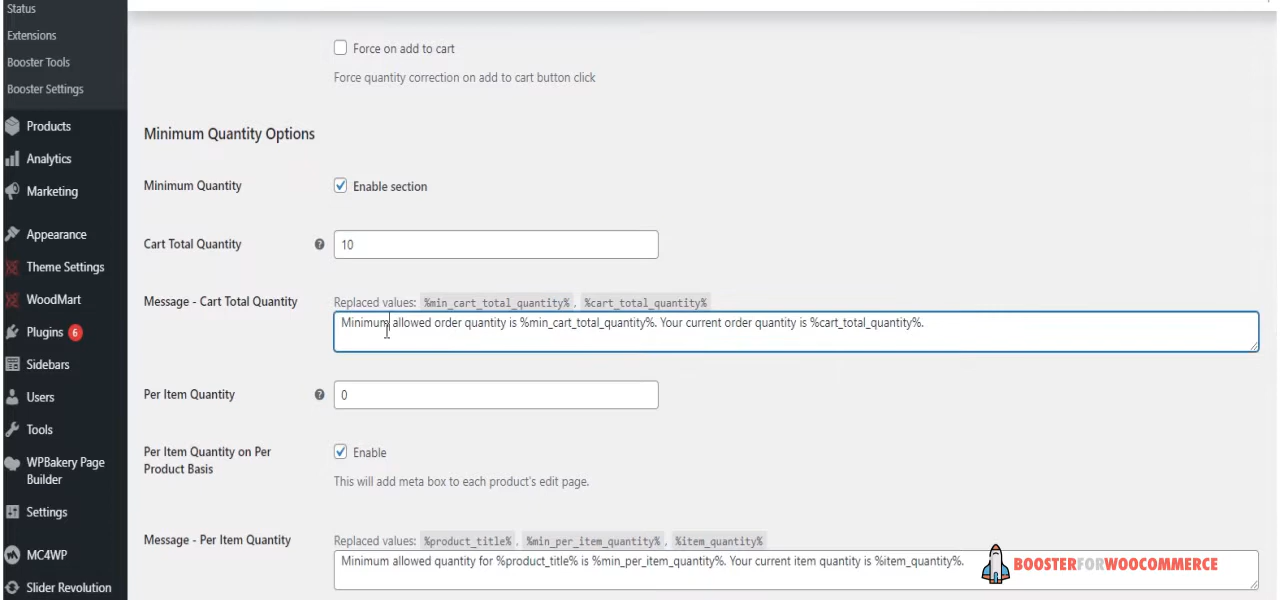 Status
Extensions
Booster Tools
Booster Settings
Products
Analytics
Marketing
Appearance
Theme Settings
WoodMart
Plugins 6
Sidebars
Users
Tools
WPBakery Page
Builder
Settings
MC4WP
Slider Revolution
Force on add to cart
Force quantity correction on add to cart button click
Minimum Quantity Options
Minimum Quantity
Enable section
Cart Total Quantity
10
Message - Cart Total Quantity
Replaced values: %min_cart_total_quantity%, %cart_total_quantity%
Minimum allowed order quantity is %min_cart_total_quantity%. Your current order quantity is %cart_total_quantity%.
Per Item Quantity
0
Per Item Quantity on Per
Product Basis
Enable
This will add meta box to each product's edit page.
Message - Per Item Quantity
Replaced values: %product_title%, %min_per_item_quantity%, %item_quantity%
Minimum allowed quantity for %product_title% is %min_per_item_quantity%. Your current item quantity is %item_quantity%.
BOOSTERFORWOOCOMMERCE